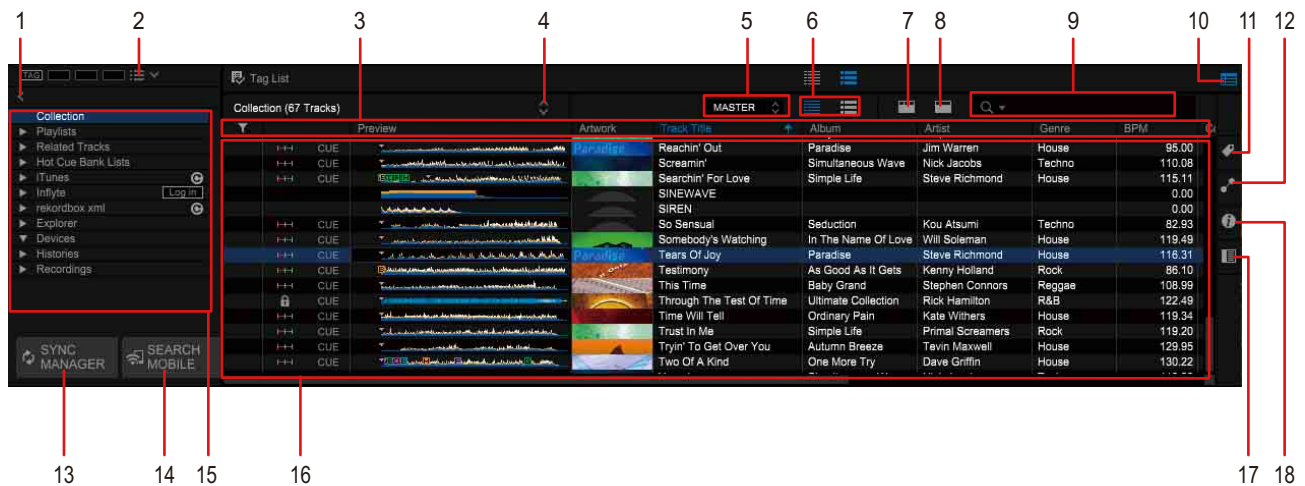 1 2 3 4 5 6 7 8 9 10 11 12
TAG
Tag List
Collection (67 Tracks) MASTER
Preview Artwork Track Title Album Artist Genre BPM
Collection
Playlists
Related Tracks
Hot Cue Bank Lists
iTunes
Inflyte Log in
rekordbox xml
Explorer
Devices
Histories
Recordings
CUE Paradise Reachin' Out Paradise Jim Warren House 95.00
CUE Screamin' Simultaneous Wave Nick Jacobs Techno 110.08
CUE Searchin' For Love Simple Life Steve Richmond House 115.11
SINEWAVE 0.00
SIREN 0.00
CUE So Sensual Seduction Kou Atsumi Techno 82.93
CUE Somebody's Watching In The Name Of Love Will Soleman House 119.49
CUE Paradise Tears Of Joy Paradise Steve Richmond House 116.31
CUE Testimony As Good As It Gets Kenny Holland Rock 86.10
CUE This Time Baby Grand Stephen Connors Reggae 108.99
CUE Through The Test Of Time Ultimate Collection Rick Hamilton R&B 122.49
CUE Time Will Tell Ordinary Pain Kate Withers House 119.34
CUE Trust In Me Simple Life Primal Screamers Rock 119.20
CUE Tryin' To Get Over You Autumn Breeze Tevin Maxwell House 129.95
CUE Two Of A Kind One More Try Dave Griffin House 130.22
SYNC MANAGER
SEARCH MOBILE
13 14 15 16 17 18